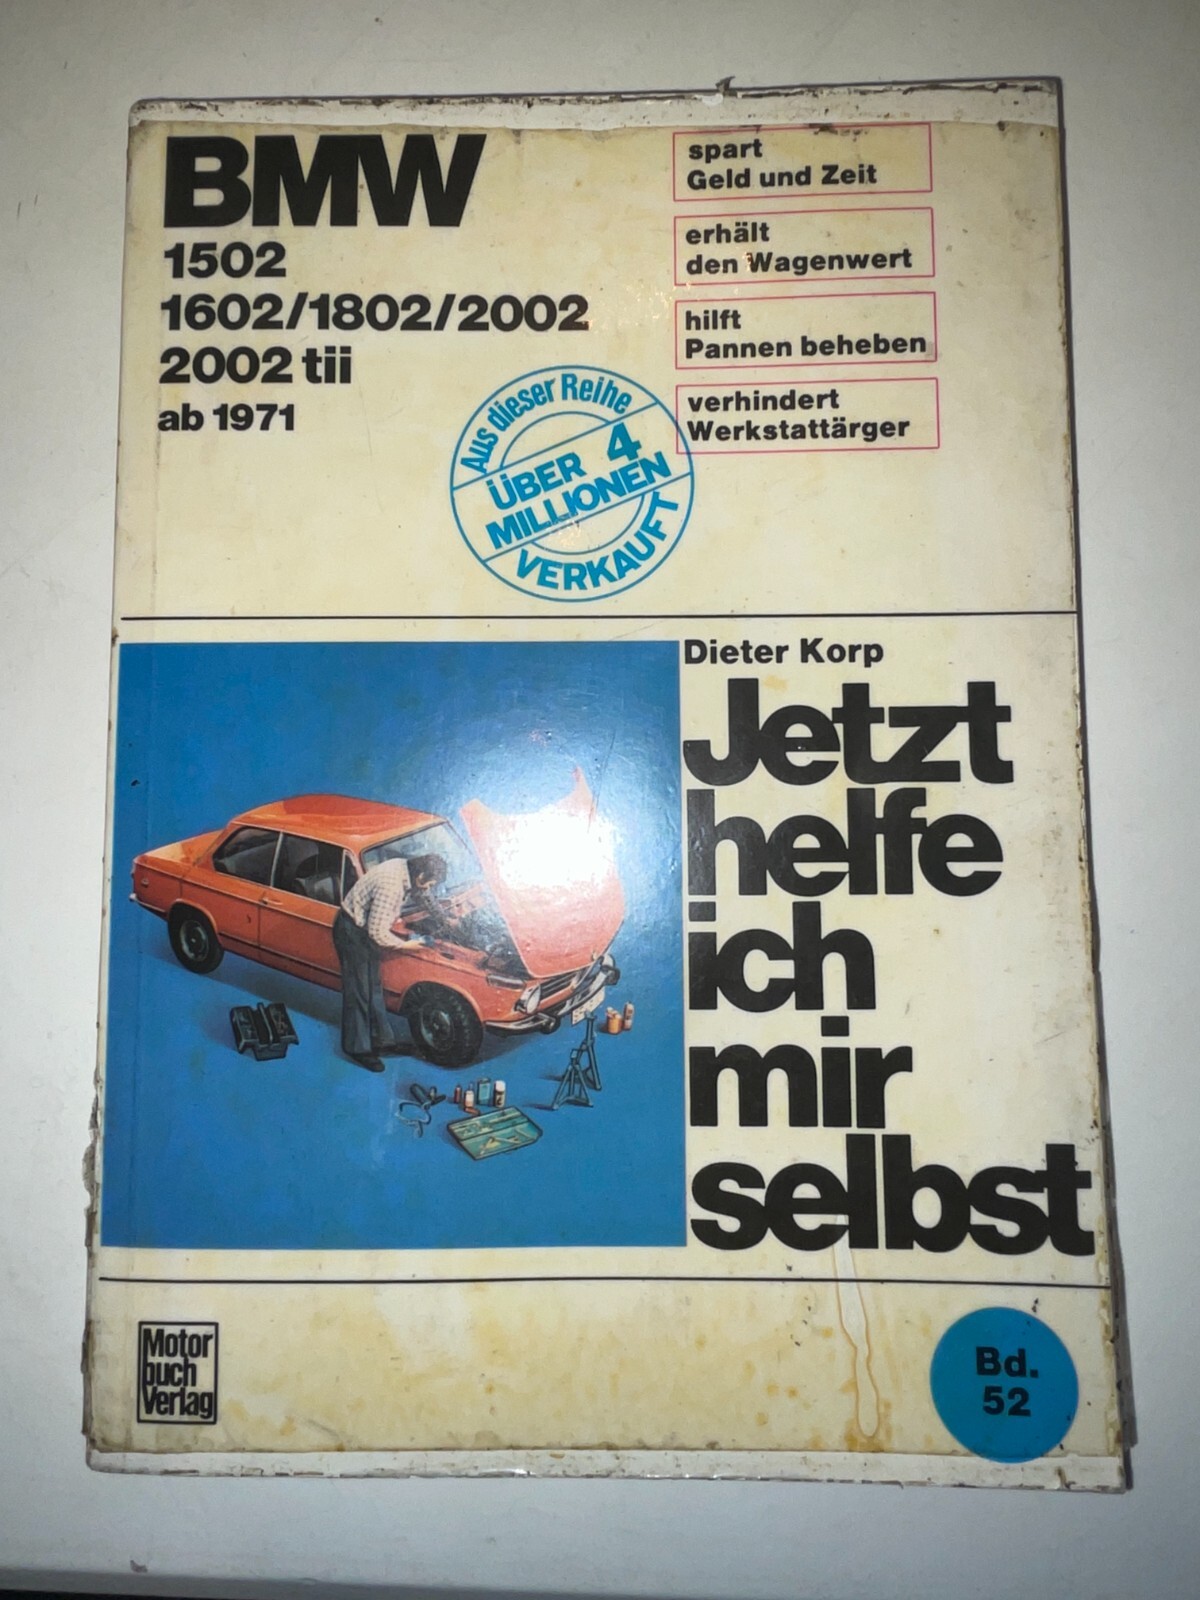 BMW
1502
1602/1802/2002
2002 tii
ab 1971
spart
Geld und Zeit
erhält
den Wagenwert
hilft
Pannen beheben
verhindert
Werkstattärger
Aus dieser Reihe
ÜBER 4
MILLIONEN
VERKAUFT
Dieter Korp
Jetzt
helfe
ich
mir
selbst
Motor
buch
Verlag
Bd.
52